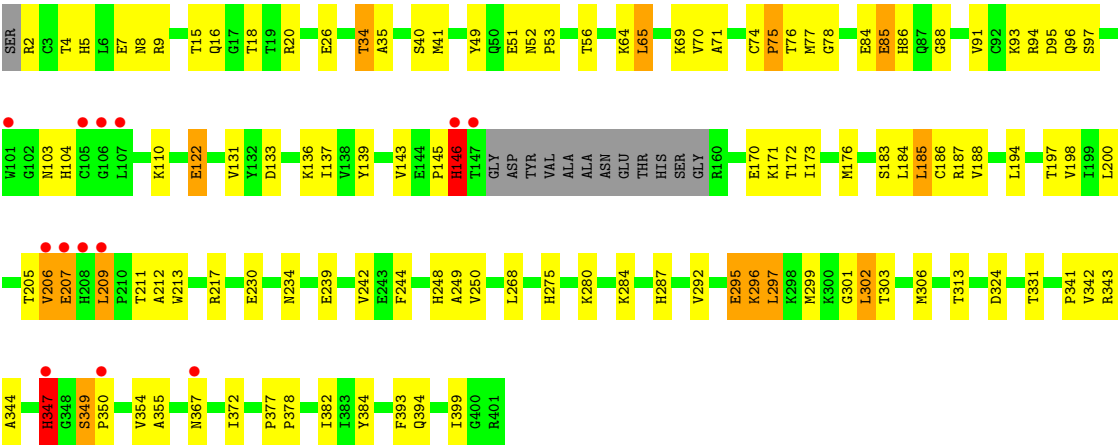 SER R2 C3 T4 H5 L6 E7 N8 R9 T15 Q16 G17 T18 T19 R20 E26 T34 A35 S40 M41 Y49 Q50 E51 N52 P53 T56 K64 L65 K69 V70 A71 C74 P75 T76 M77 G78 E84 E85 H86 Q87 G88 V91 C92 K93 R94 D95 Q96 S97
W101 G102 N103 H104 C105 G106 L107 K110 E122 V131 Y132 D133 K136 I137 V138 Y139 V143 E144 P145 H146 T147 GLY ASP TYR VAL ALA ALA ASN GLU THR HIS SER GLY R160 E170 K171 T172 I173 M176 S183 L184 L185 C186 R187 V188 L194 T197 V198 I199 L200
T205 V206 E207 H208 L209 P210 T211 A212 W213 R217 E230 N234 E239 V242 E243 F244 H248 A249 V250 L268 H275 K280 K284 H287 V292 E295 K296 L297 K298 M299 K300 G301 L302 T303 M306 T313 D324 T331 P341 V342 R343
A344 H347 G348 S349 P350 V354 A355 N367 I372 P377 P378 I382 I383 Y384 F393 Q394 I399 G400 R401